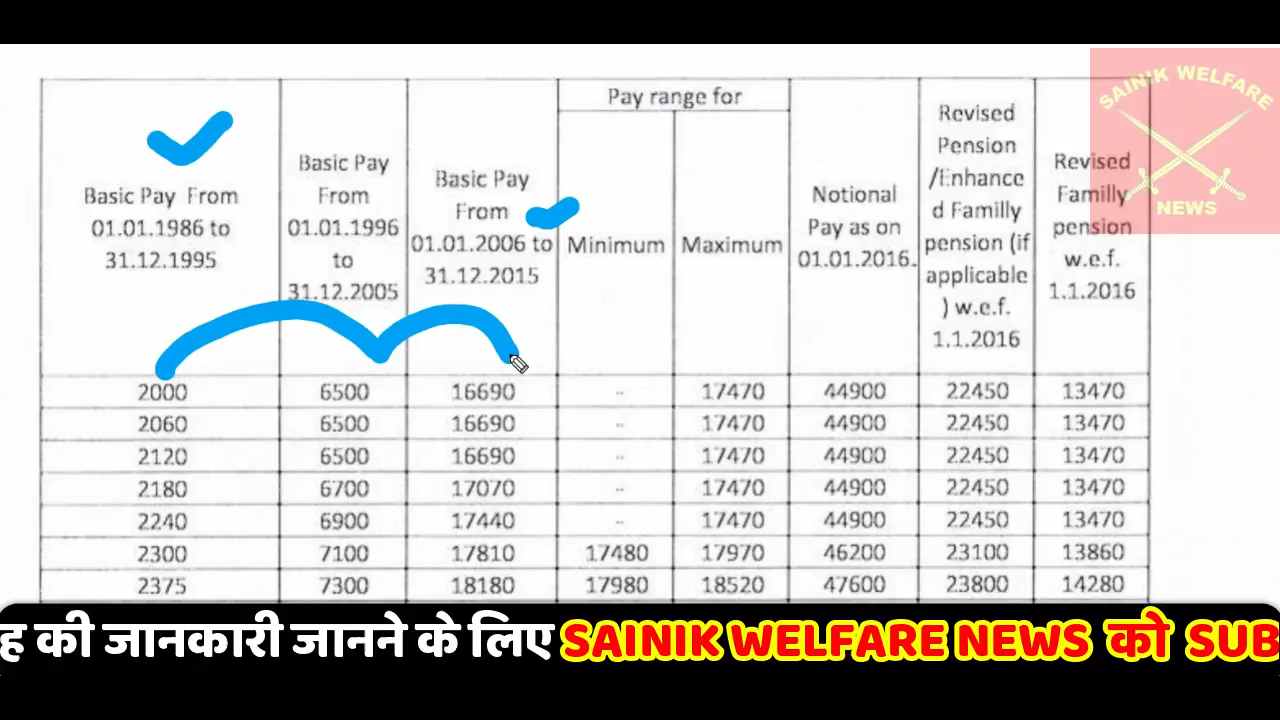 SAINIK WELFARE
NEWS
Pay range for
Basic Pay From
01.01.1986 to
31.12.1995
Basic Pay
From
01.01.1996
to
31.12.2005
Basic Pay
From
01.01.2006 to
31.12.2015
Minimum
Maximum
Notional
Pay as on
01.01.2016.
Revised
Pension
/Enhance
d Familly
pension (if
applicable
) w.e.f.
1.1.2016
Revised
Familly
pension
w.e.f.
1.1.2016
2000 6500 16690 -- 17470 44900 22450 13470
2060 6500 16690 -- 17470 44900 22450 13470
2120 6500 16690 -- 17470 44900 22450 13470
2180 6700 17070 -- 17470 44900 22450 13470
2240 6900 17440 -- 17470 44900 22450 13470
2300 7100 17810 17480 17970 46200 23100 13860
2375 7300 18180 17980 18520 47600 23800 14280
ह की जानकारी जानने के लिए SAINIK WELFARE NEWS को SUB